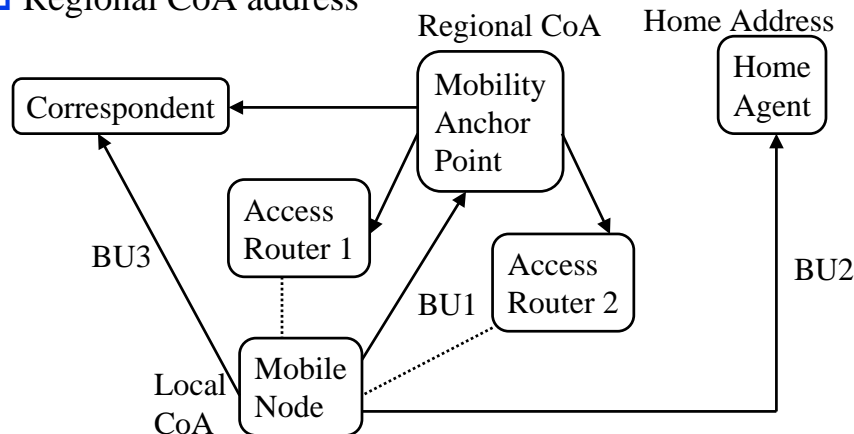 Regional CoA address
Regional CoA
Home Address
Correspondent
Mobility
Anchor
Point
Home
Agent
Access
Router 1
BU3
Access
Router 2
BU1
BU2
Local
CoA
Mobile
Node